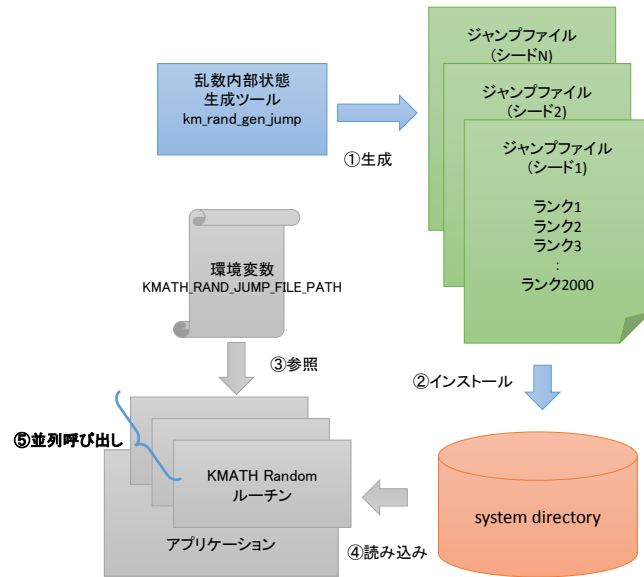 乱数内部状態
生成ツール
km_rand_gen_jump
①生成
ジャンプファイル
(シードN)
ジャンプファイル
(シード2)
ジャンプファイル
(シード1)
ランク1
ランク2
ランク3
:
ランク2000
環境変数
KMATH_RAND_JUMP_FILE_PATH
③参照
②インストール
⑤並列呼び出し
KMATH Random
ルーチン
アプリケーション
④読み込み
system directory